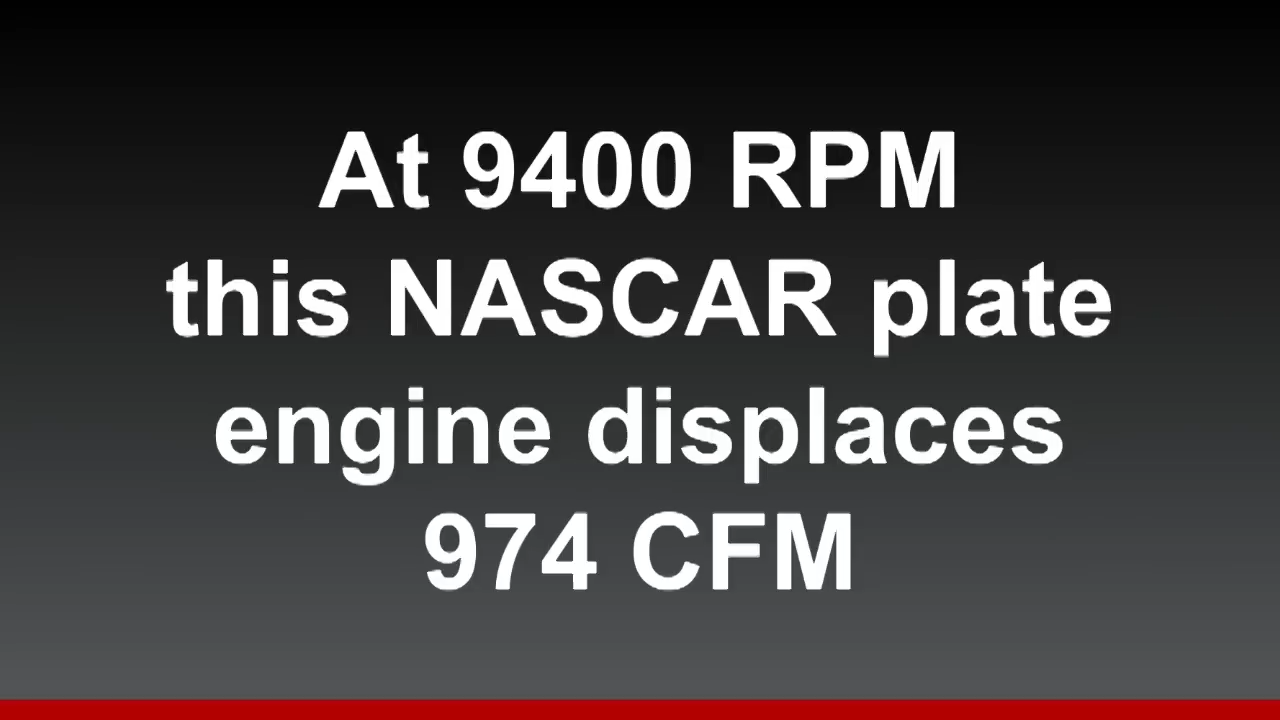 At 9400 RPM
this NASCAR plate
engine displaces
974 CFM